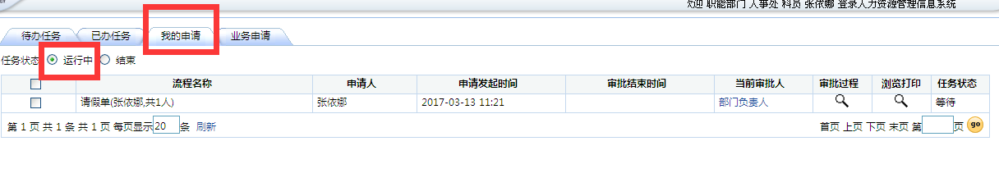 欢迎 职能部门 人事处 科员 张依娜 登录人力资源管理信息系统
待办任务 已办任务 我的申请 业务申请
任务状态 运行中 结束
流程名称 申请人 申请发起时间 审批结束时间 当前审批人 审批过程 浏览打印 任务状态
请假单(张依娜,共1人) 张依娜 2017-03-13 11:21 部门负责人 等待
第 1 页 共 1 条 共 1 页 每页显示20条 刷新 首页 上页 下页 末页 第 页 go